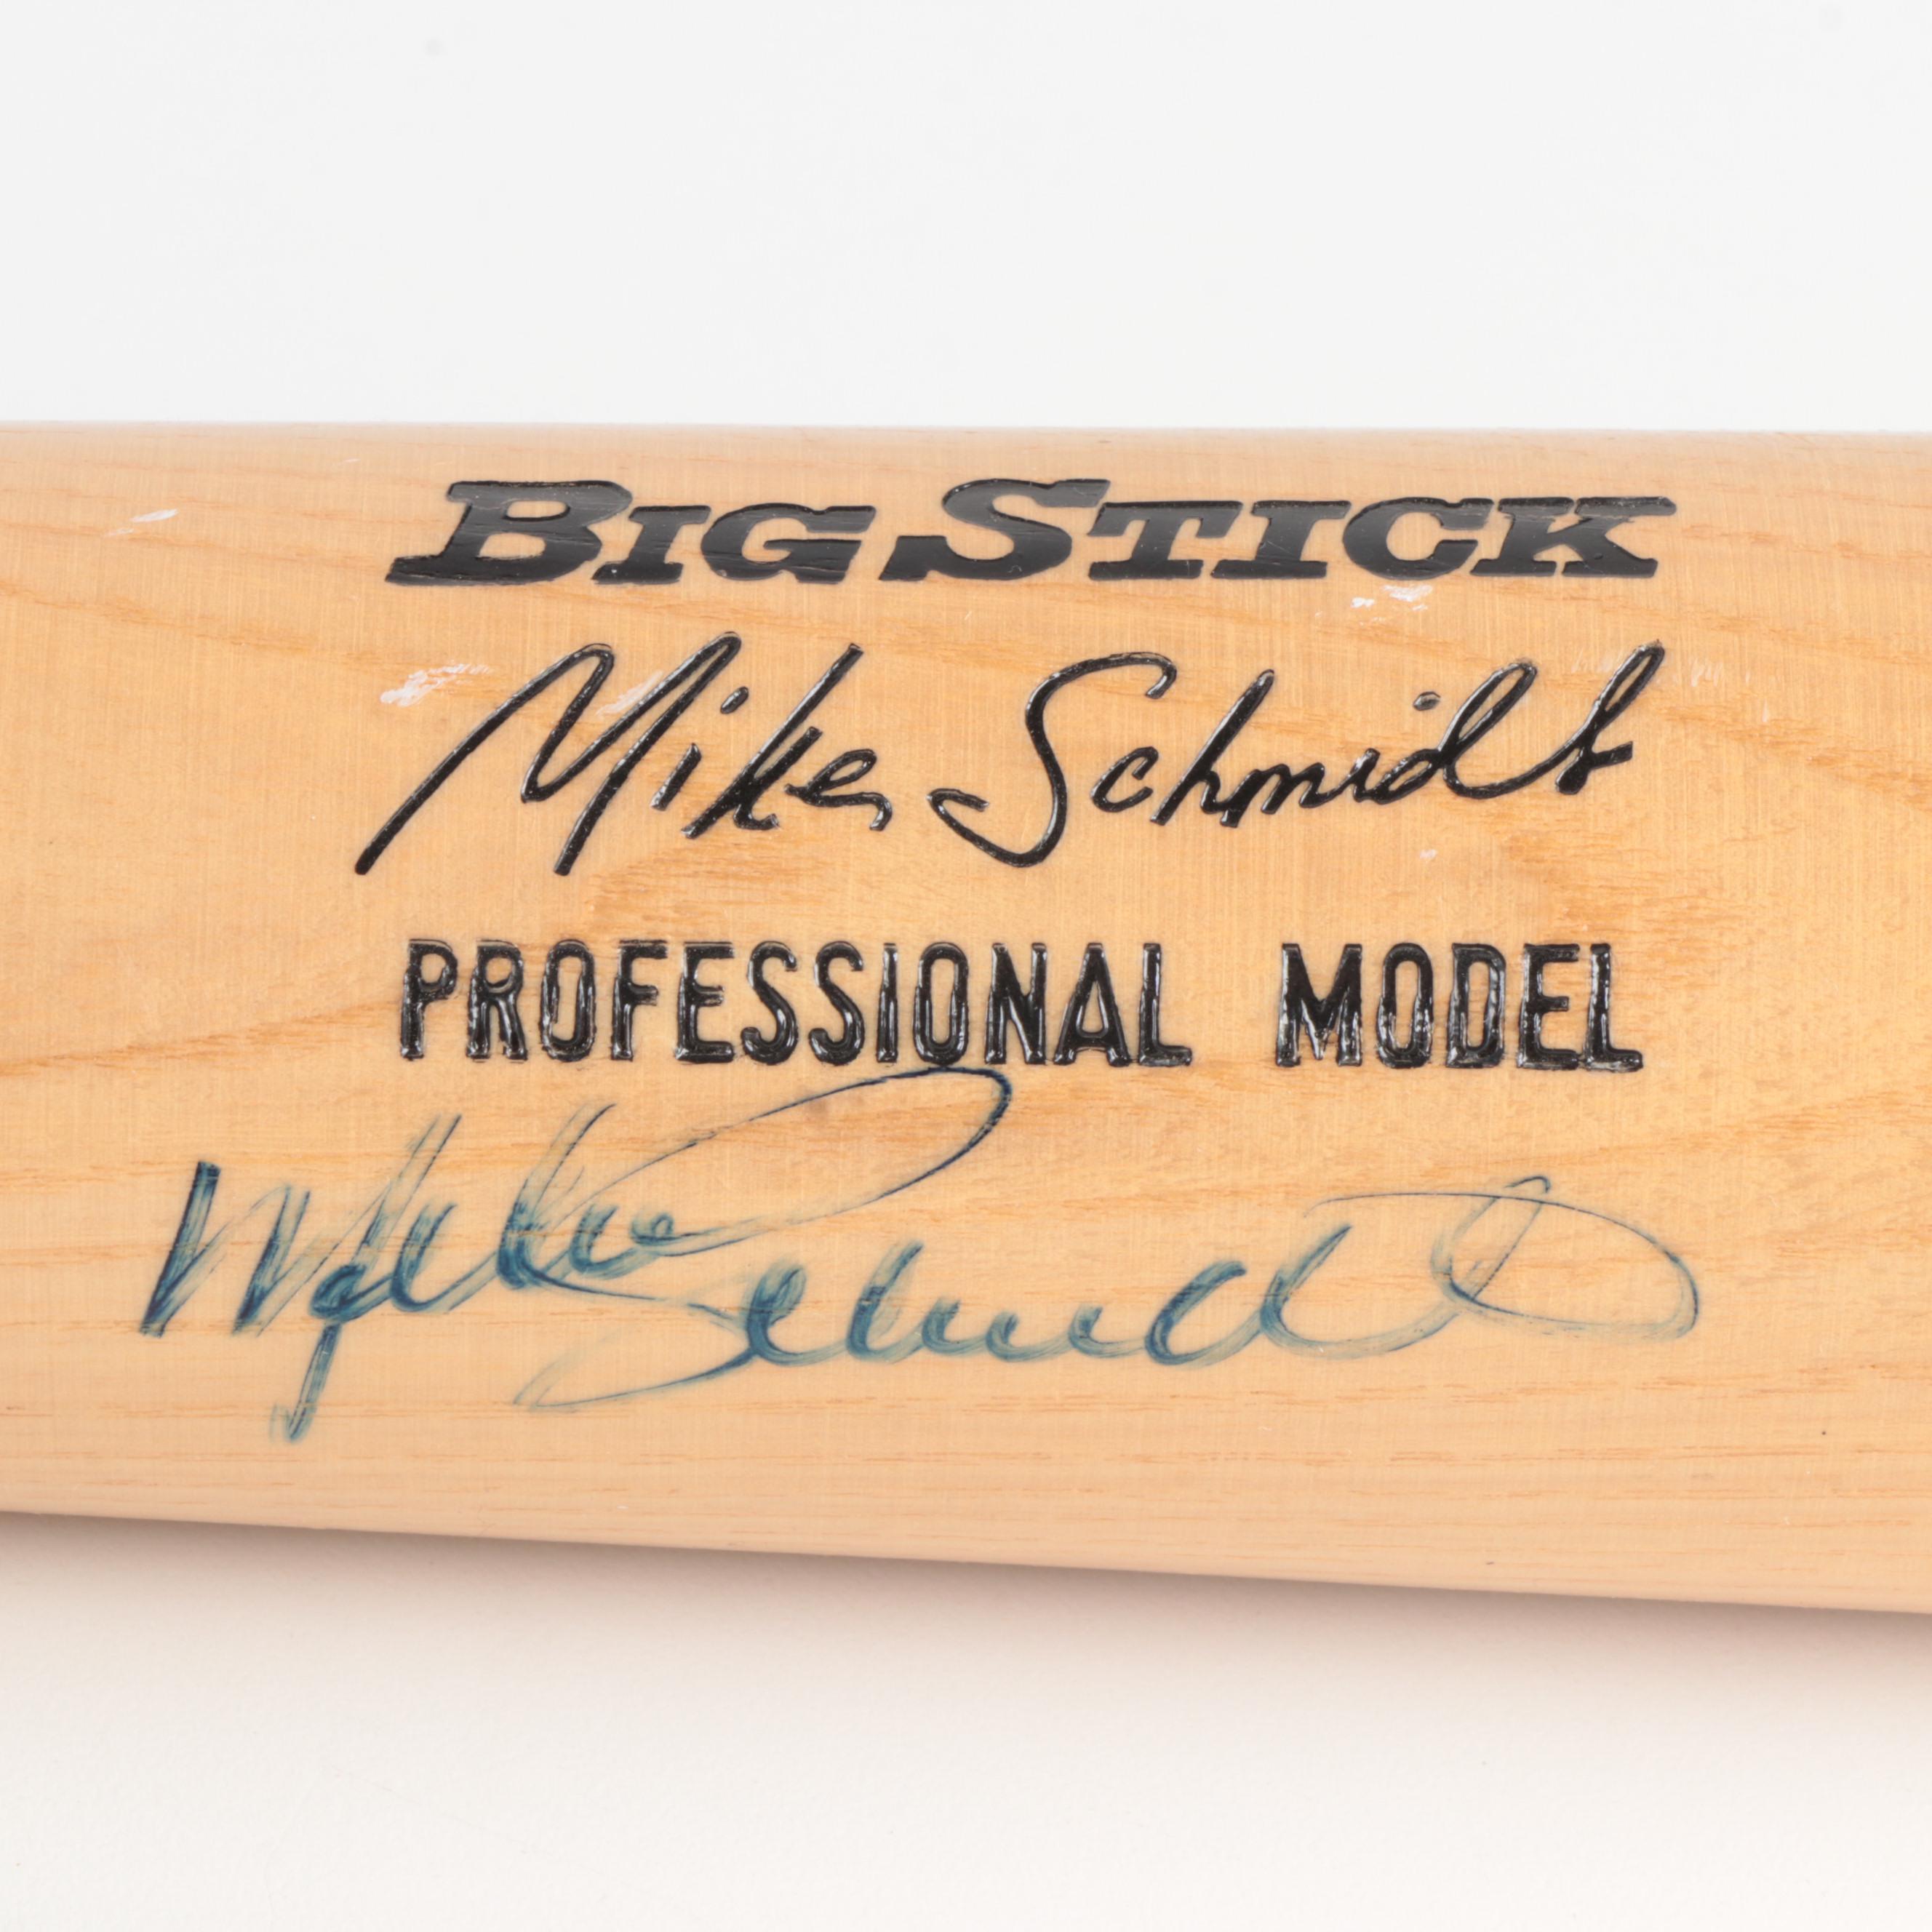 BIG STICK
Mike Schmidt
PROFESSIONAL MODEL
Mike Schmidt